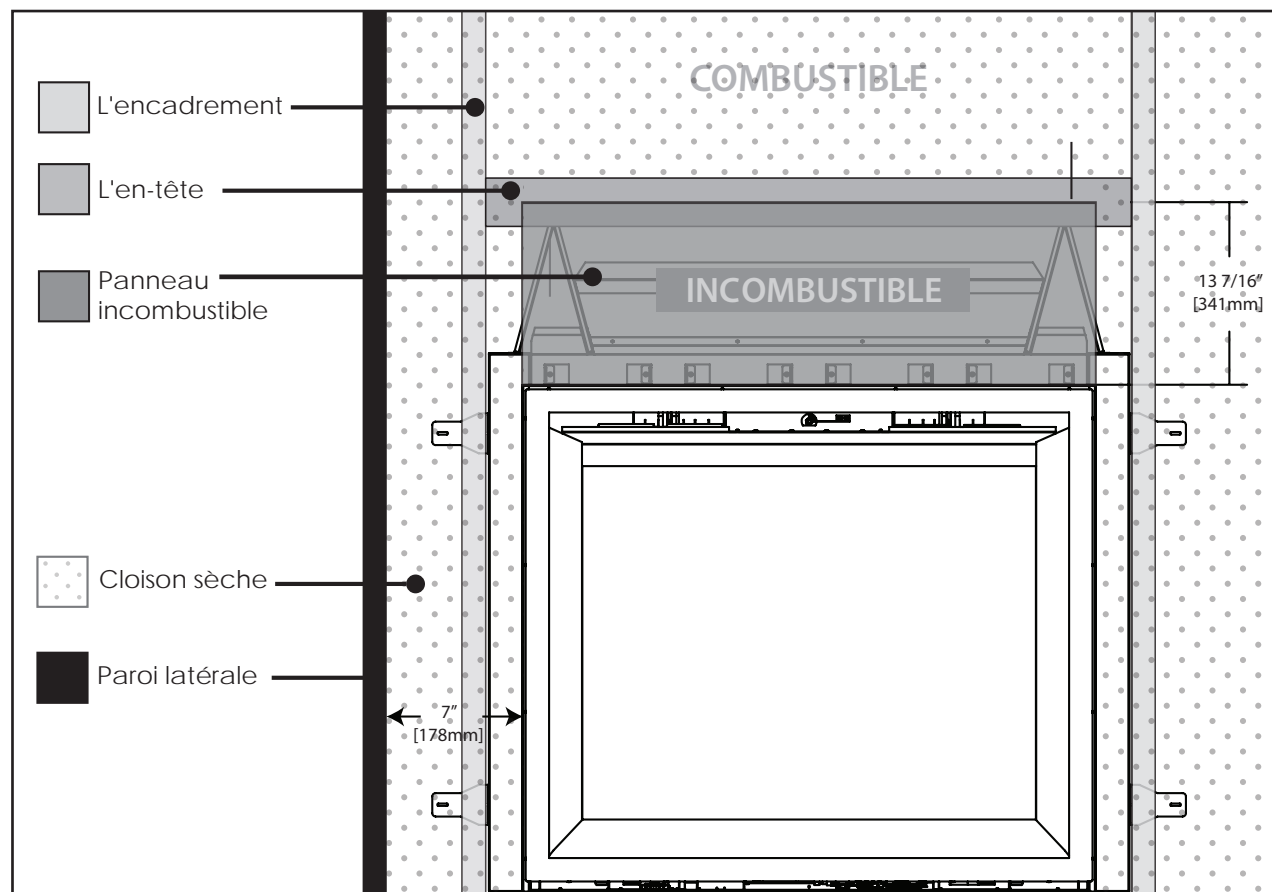 COMBUSTIBLE
L'encadrement
L'en-tête
Panneau
incombustible
INCOMBUSTIBLE
13 7/16"
[341mm]
Cloison sèche
Paroi latérale
7"
[178mm]